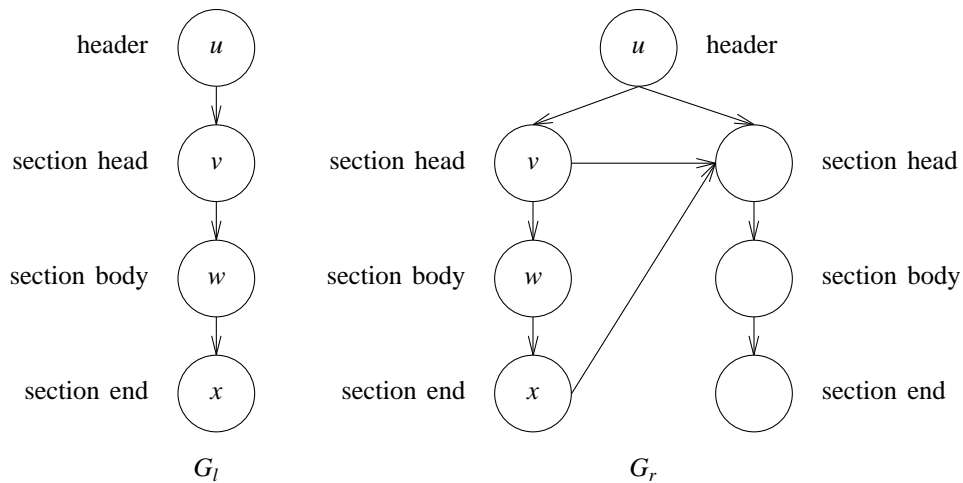 header u u header
section head v section head v section head
section body w section body w section body
section end x section end x section end
G_l G_r